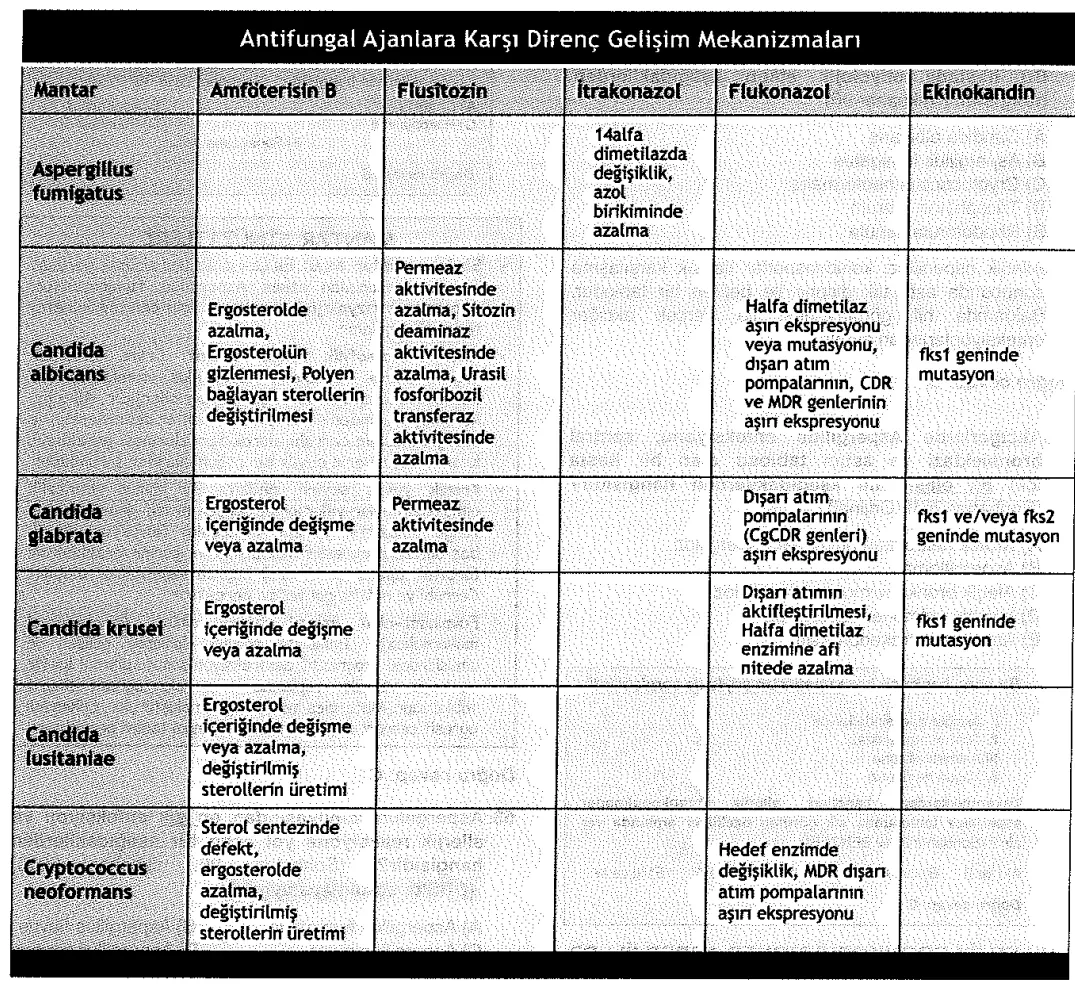 Antifungal Ajanlara Karşı Direnç Gelişim Mekanizmaları
Mantar
Amföterisin B
Flusitozin
İtrakonazol
Flukonazol
Ekinokandin
Aspergillus
fumigatus
14alfa
dimetilazda
değişiklik,
azol
birikiminde
azalma
Candida
albicans
Ergosterolde
azalma,
Ergosterolün
gizlenmesi, Polyen
bağlayan sterollerin
değiştirilmesi
Permeaz
aktivitesinde
azalma, Sitozin
deaminaz
aktivitesinde
azalma, Urasil
fosforibozil
transferaz
aktivitesinde
azalma
Halfa dimetilaz
aşırı ekspresyonu
veya mutasyonu,
dışarı atım
pompalarının, CDR
ve MDR genlerinin
aşırı ekspresyonu
fks1 geninde
mutasyon
Candida
glabrata
Ergosterol
içeriğinde değişme
veya azalma
Permeaz
aktivitesinde
azalma
Dışarı atım
pompalarının
(CgCDR genleri)
aşırı ekspresyonu
fks1 ve/veya fks2
geninde mutasyon
Candida krusei
Ergosterol
içeriğinde değişme
veya azalma
Dışarı atımın
aktifleştirilmesi,
Halfa dimetilaz
enzimine afi
nitede azalma
fks1 geninde
mutasyon
Candida
lusitaniae
Ergosterol
içeriğinde değişme
veya azalma,
değiştirilmiş
sterollerin üretimi
Cryptococcus
neoformans
Sterol sentezinde
defekt,
ergosterolde
azalma,
değiştirilmiş
sterollerin üretimi
Hedef enzimde
değişiklik, MDR dışarı
atım pompalarının
aşırı ekspresyonu